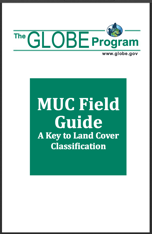 The GLOBE Program
www.globe.gov
MUC Field
Guide
A Key to Land Cover
Classification